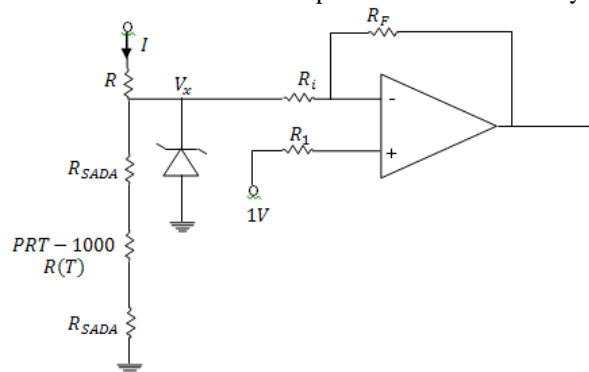 I
R_F
R
V_x
R_i
-
R_1
+
R_SADA
1V
PRT − 1000
R(T)
R_SADA